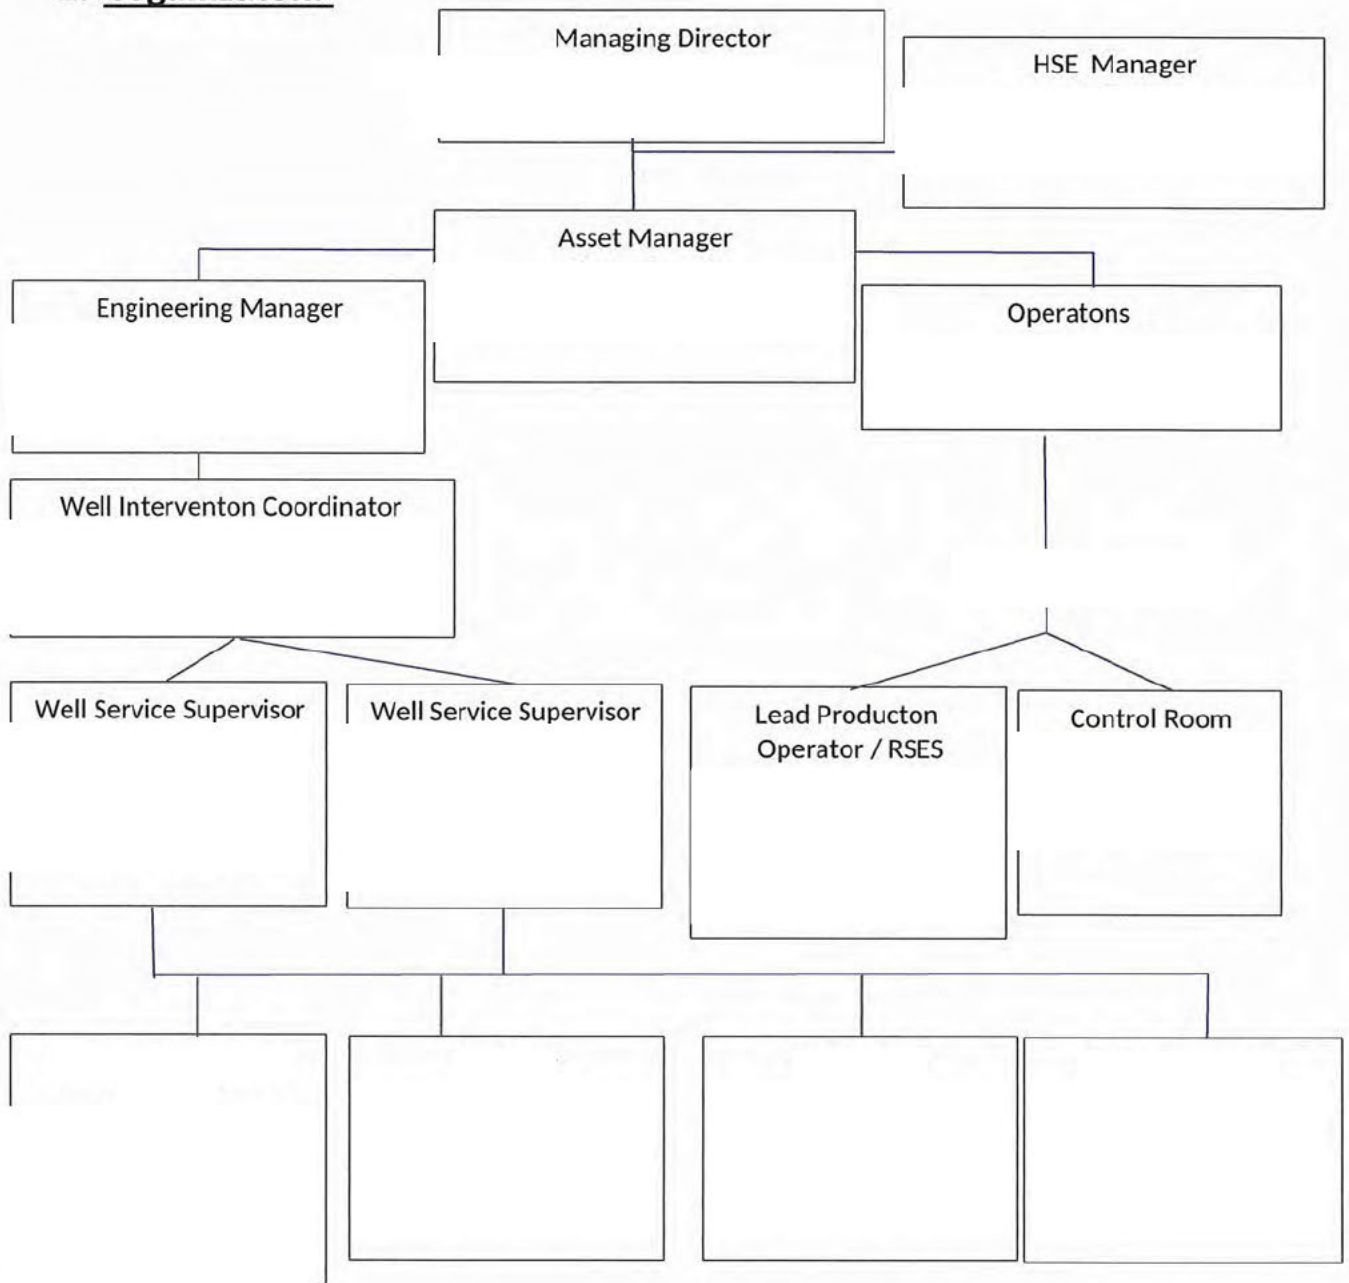 Managing Director
HSE Manager
Asset Manager
Engineering Manager
Operatons
Well Interventon Coordinator
Well Service Supervisor
Well Service Supervisor
Lead Producton
Operator / RSES
Control Room